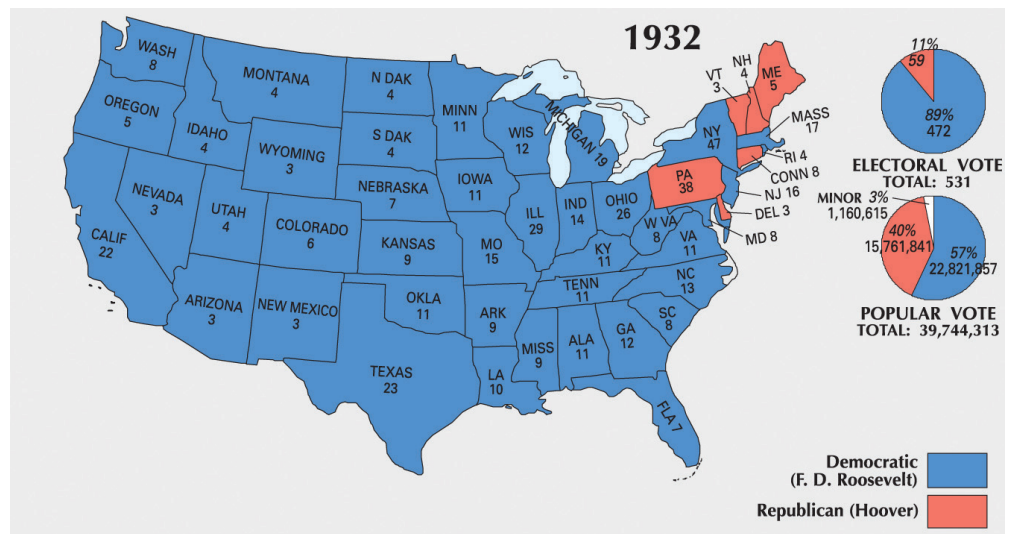 1932
WASH
8
OREGON
5
CALIF
22
NEVADA
3
IDAHO
4
MONTANA
4
WYOMING
3
UTAH
4
COLORADO
6
ARIZONA
3
NEW MEXICO
3
N DAK
4
S DAK
4
NEBRASKA
7
KANSAS
9
OKLA
11
TEXAS
23
MINN
11
IOWA
11
MO
15
ARK
9
LA
10
WIS
12
ILL
29
MICHIGAN 19
IND
14
OHIO
26
KY
11
TENN
11
MISS
9
ALA
11
GA
12
FLA 7
SC
8
NC
13
VA
11
W VA
8
PA
38
NY
47
VT
3
NH
4
ME
5
MASS
17
RI 4
CONN 8
NJ 16
DEL 3
MD 8
11%
59
89%
472
ELECTORAL VOTE
TOTAL: 531
MINOR 3%
1,160,615
40%
15,761,841
57%
22,821,857
POPULAR VOTE
TOTAL: 39,744,313
Democratic
(F. D. Roosevelt)
Republican (Hoover)